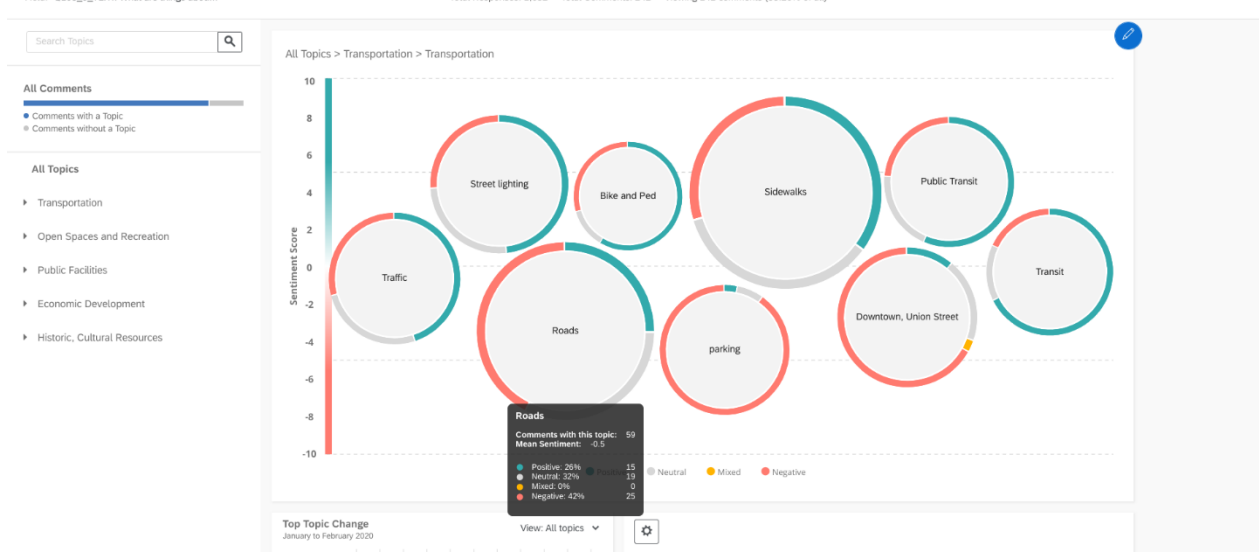 Search Topics
All Comments
Comments with a Topic
Comments without a Topic
All Topics
Transportation
Open Spaces and Recreation
Public Facilities
Economic Development
Historic, Cultural Resources
All Topics > Transportation > Transportation
Sentiment Score
10
8
6
4
2
0
-2
-4
-6
-8
-10
Street lighting
Bike and Ped
Sidewalks
Public Transit
Traffic
Transit
Roads
parking
Downtown, Union Street
Roads
Comments with this topic: 59
Mean Sentiment: -0.5
Positive: 26% 15
Neutral: 32% 19
Mixed: 0% 0
Negative: 42% 25
Neutral
Mixed
Negative
Top Topic Change
January to February 2020
View: All topics